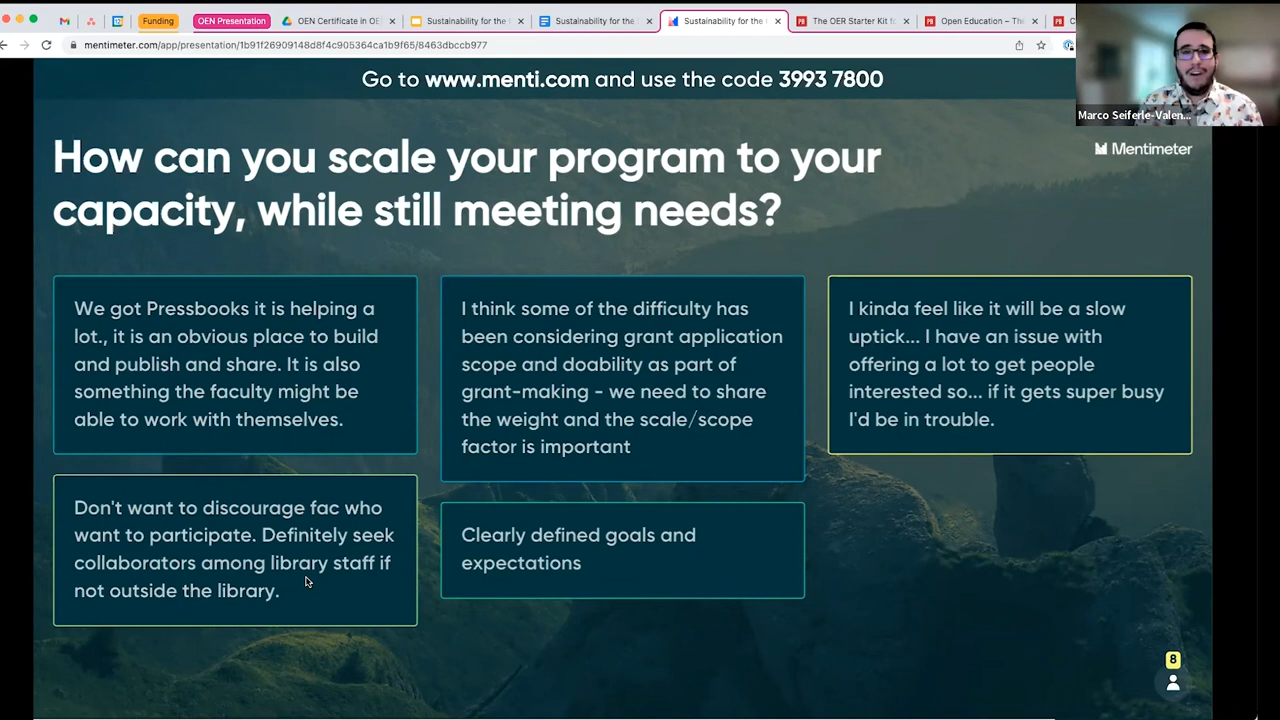 Funding
OEN Presentation
OEN Certificate in OE
Sustainability for the
Sustainability for the
Sustainability for the
The OER Starter Kit fo
Open Education – The
mentimeter.com/app/presentation/1b91f26909148d8f4c905364ca1b9f65/8463dbccb977
Marco Seiferle-Valen...
Go to www.menti.com and use the code 3993 7800
Mentimeter
How can you scale your program to your
capacity, while still meeting needs?
We got Pressbooks it is helping a
lot., it is an obvious place to build
and publish and share. It is also
something the faculty might be
able to work with themselves.
I think some of the difficulty has
been considering grant application
scope and doability as part of
grant-making - we need to share
the weight and the scale/scope
factor is important
I kinda feel like it will be a slow
uptick... I have an issue with
offering a lot to get people
interested so... if it gets super busy
I'd be in trouble.
Don't want to discourage fac who
want to participate. Definitely seek
collaborators among library staff if
not outside the library.
Clearly defined goals and
expectations
8